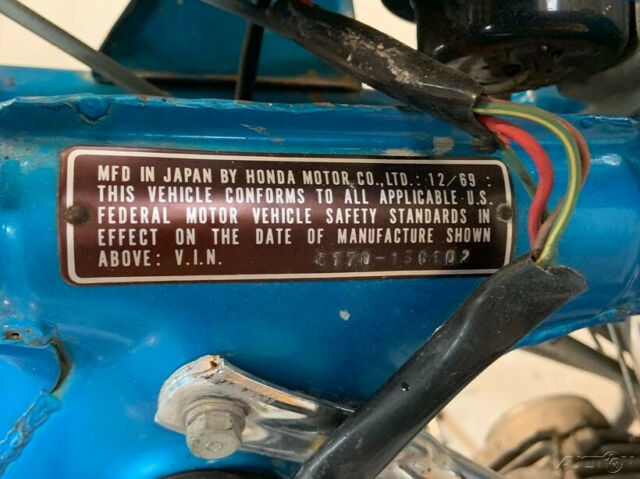 MFD IN JAPAN BY HONDA MOTOR CO., LTD.: 12/69 :
THIS VEHICLE CONFORMS TO ALL APPLICABLE U.S.
FEDERAL MOTOR VEHICLE SAFETY STANDARDS IN
EFFECT ON THE DATE OF MANUFACTURE SHOWN
ABOVE: V.I.N.